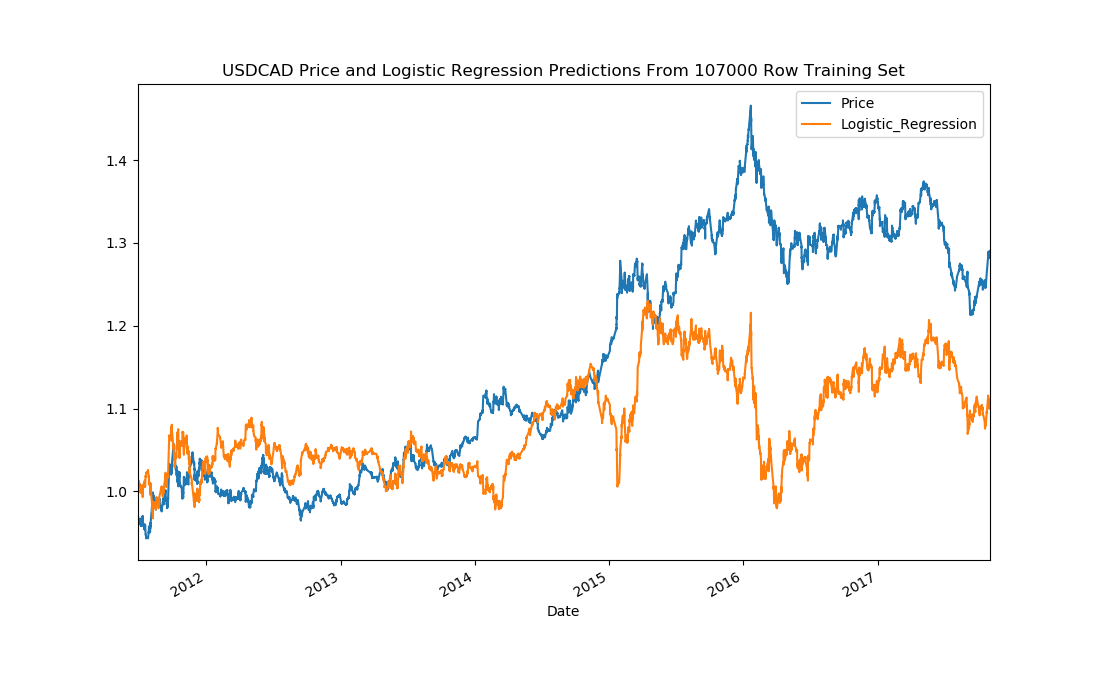 USDCAD Price and Logistic Regression Predictions From 107000 Row Training Set
Price
Logistic_Regression
1.4
1.3
1.2
1.1
1.0
2012
2013
2014
2015
2016
2017
Date